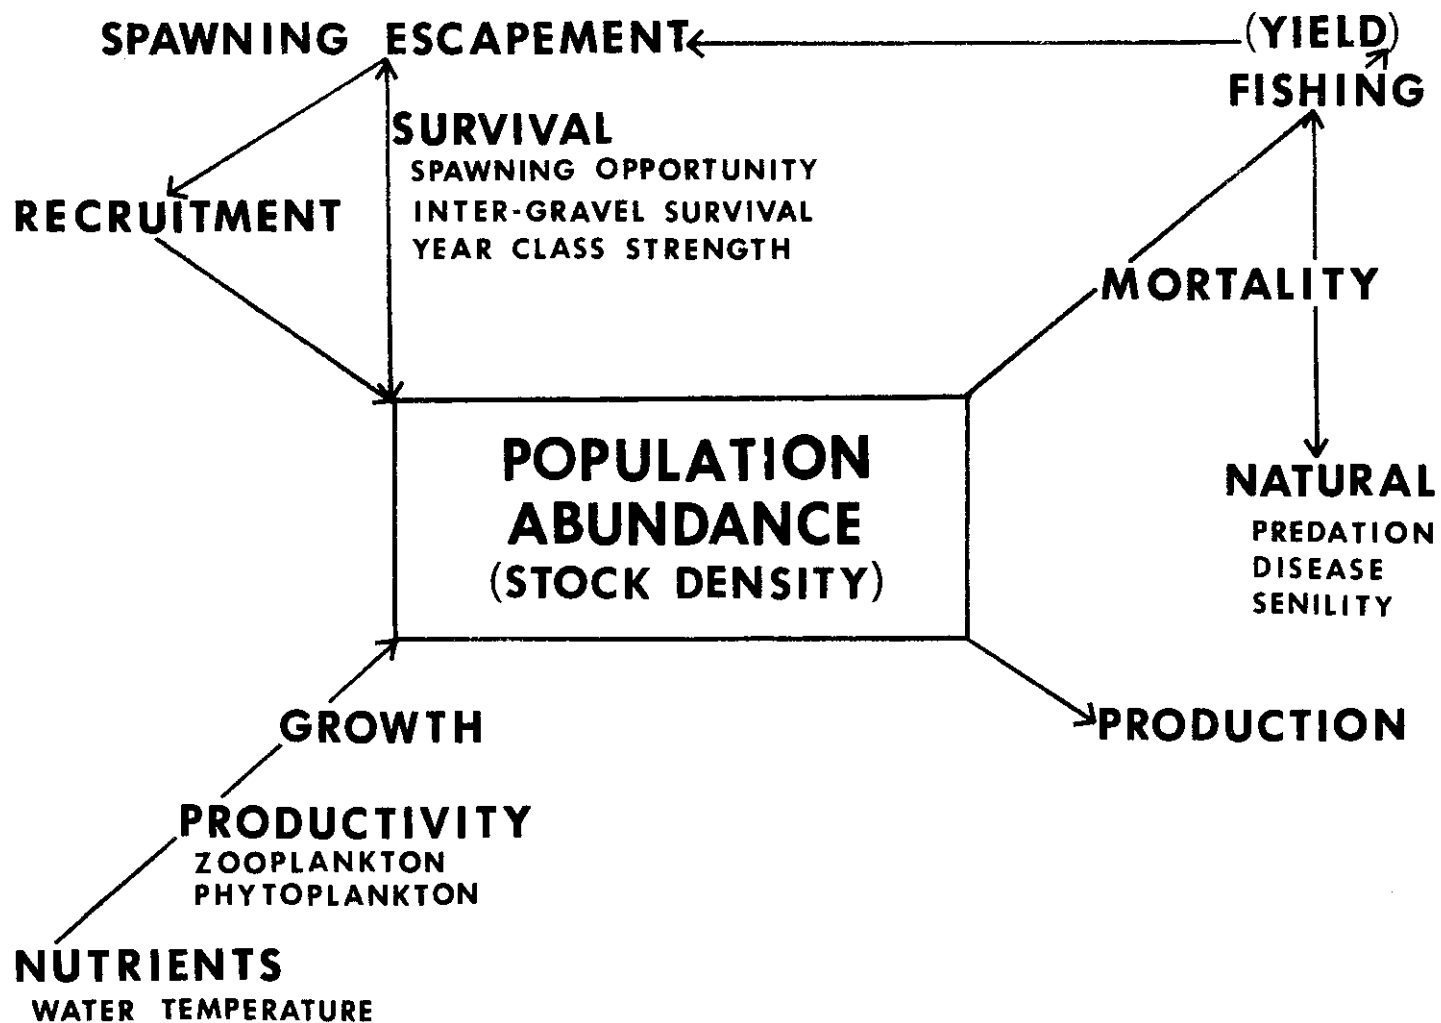 SPAWNING ESCAPEMENT
(YIELD)
FISHING
SURVIVAL
SPAWNING OPPORTUNITY
INTER-GRAVEL SURVIVAL
YEAR CLASS STRENGTH
RECRUITMENT
MORTALITY
POPULATION
ABUNDANCE
(STOCK DENSITY)
NATURAL
PREDATION
DISEASE
SENILITY
GROWTH
PRODUCTION
PRODUCTIVITY
ZOOPLANKTON
PHYTOPLANKTON
NUTRIENTS
WATER TEMPERATURE